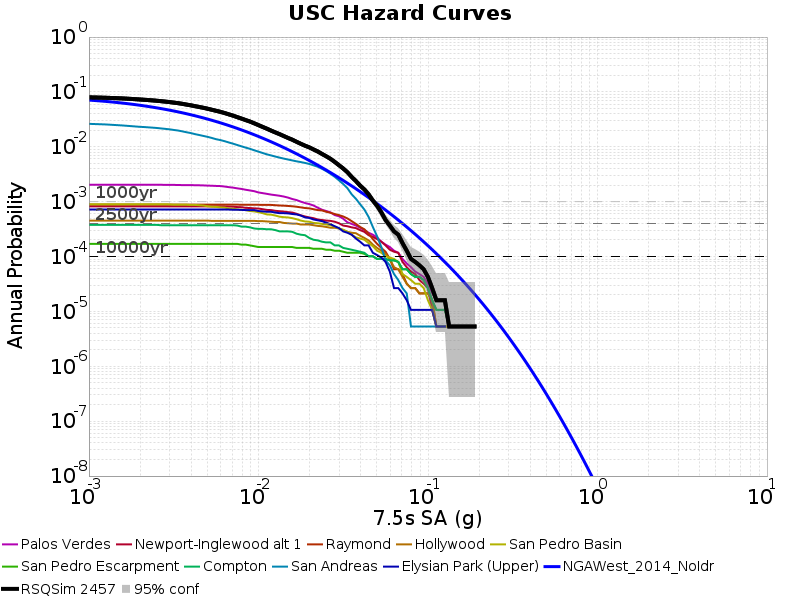 USC Hazard Curves
Annual Probability
10^0
10^-1
10^-2
10^-3
10^-4
10^-5
10^-6
10^-7
10^-8
1000yr
2500yr
10000yr
10^-3 10^-2 10^-1 10^0 10^1
7.5s SA (g)
Palos Verdes Newport-Inglewood alt 1 Raymond Hollywood San Pedro Basin
San Pedro Escarpment Compton San Andreas Elysian Park (Upper) NGAWest_2014_NoIdr
RSQSim 2457 95% conf